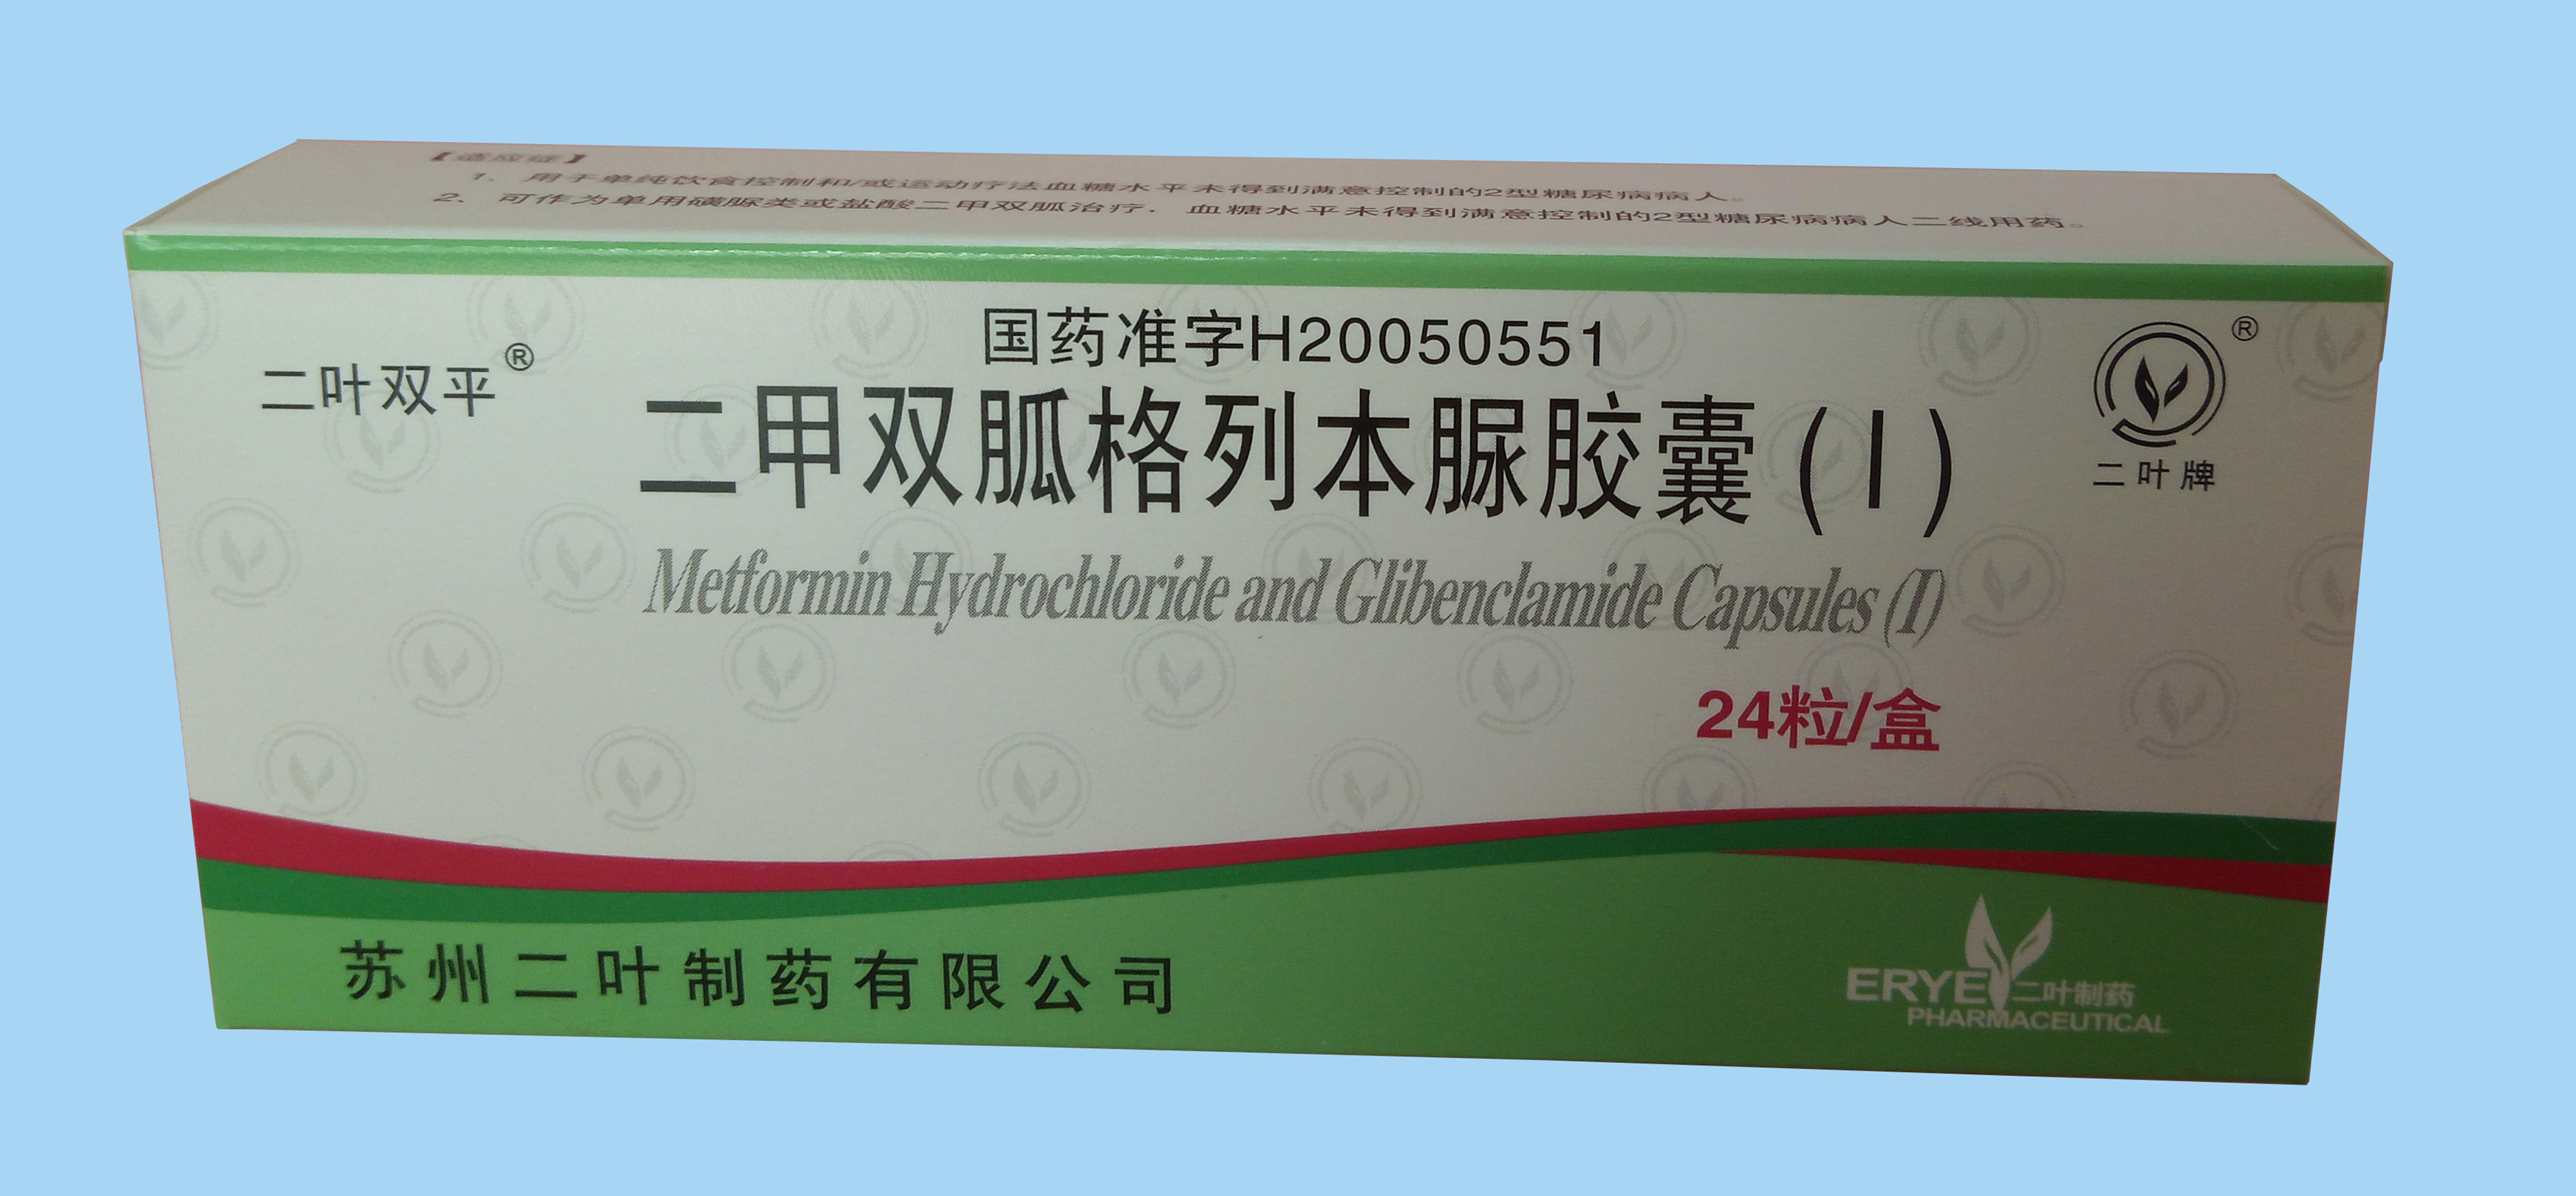 【适应症】
1、用于单纯饮食控制和/或运动疗法血糖水平未得到满意控制的2型糖尿病病人。
2、可作为单用磺脲类或盐酸二甲双胍治疗，血糖水平未得到满意控制的2型糖尿病病人二线用药。
国药准字H20050551
二叶双平®
二甲双胍格列本脲胶囊(I)
®
二叶牌
Metformin Hydrochloride and Glibenclamide Capsules (I)
24粒/盒
苏州二叶制药有限公司
ERYE 二叶制药
PHARMACEUTICAL